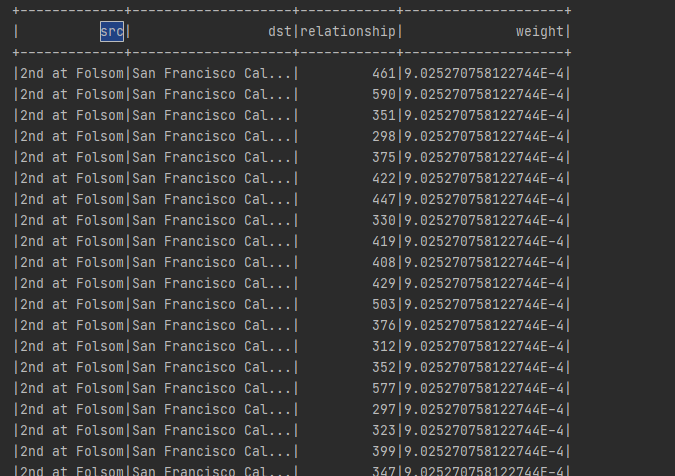 +-------------+--------------------+------------+--------------------+
|          src|                 dst|relationship|              weight|
+-------------+--------------------+------------+--------------------+
|2nd at Folsom|San Francisco Cal...|         461|9.025270758122744E-4|
|2nd at Folsom|San Francisco Cal...|         590|9.025270758122744E-4|
|2nd at Folsom|San Francisco Cal...|         351|9.025270758122744E-4|
|2nd at Folsom|San Francisco Cal...|         298|9.025270758122744E-4|
|2nd at Folsom|San Francisco Cal...|         375|9.025270758122744E-4|
|2nd at Folsom|San Francisco Cal...|         422|9.025270758122744E-4|
|2nd at Folsom|San Francisco Cal...|         447|9.025270758122744E-4|
|2nd at Folsom|San Francisco Cal...|         330|9.025270758122744E-4|
|2nd at Folsom|San Francisco Cal...|         419|9.025270758122744E-4|
|2nd at Folsom|San Francisco Cal...|         408|9.025270758122744E-4|
|2nd at Folsom|San Francisco Cal...|         429|9.025270758122744E-4|
|2nd at Folsom|San Francisco Cal...|         503|9.025270758122744E-4|
|2nd at Folsom|San Francisco Cal...|         376|9.025270758122744E-4|
|2nd at Folsom|San Francisco Cal...|         312|9.025270758122744E-4|
|2nd at Folsom|San Francisco Cal...|         352|9.025270758122744E-4|
|2nd at Folsom|San Francisco Cal...|         577|9.025270758122744E-4|
|2nd at Folsom|San Francisco Cal...|         297|9.025270758122744E-4|
|2nd at Folsom|San Francisco Cal...|         323|9.025270758122744E-4|
|2nd at Folsom|San Francisco Cal...|         399|9.025270758122744E-4|
|2nd at Folsom|San Francisco Cal...|         347|9.025270758122744E-4|